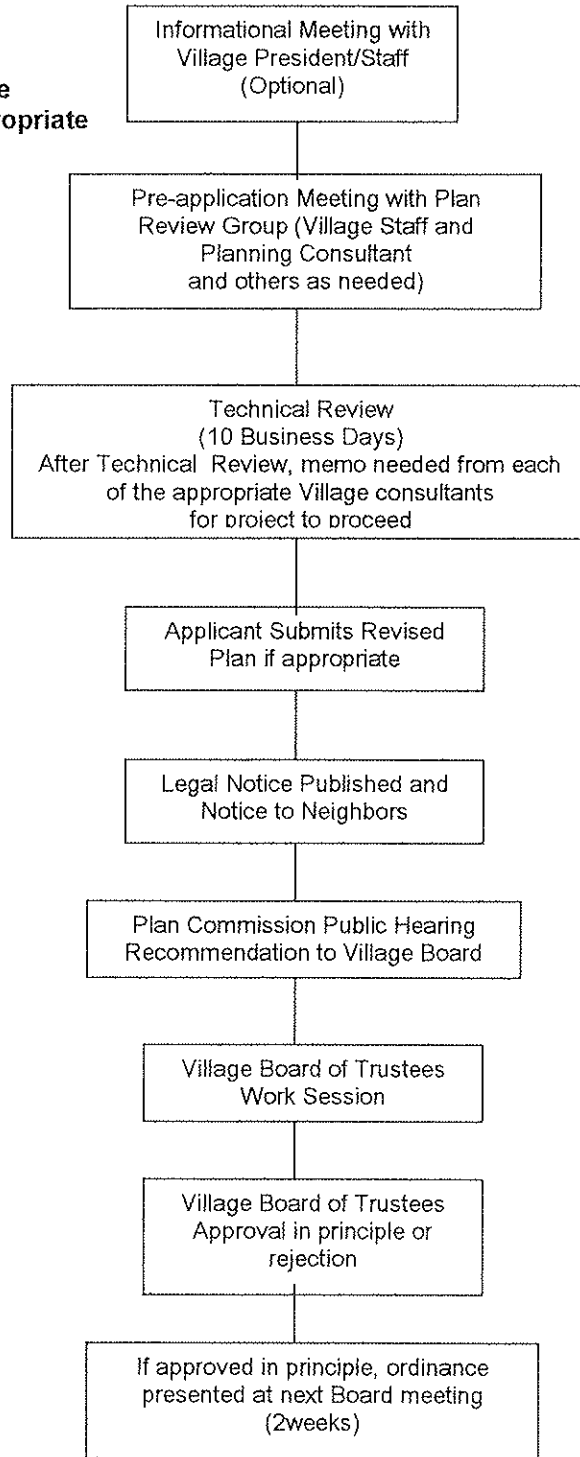 Informational Meeting with
Village President/Staff
(Optional)
Pre-application Meeting with Plan
Review Group (Village Staff and
Planning Consultant
and others as needed)
Technical Review
(10 Business Days)
After Technical Review, memo needed from each
of the appropriate Village consultants
for project to proceed
Applicant Submits Revised
Plan if appropriate
Legal Notice Published and
Notice to Neighbors
Plan Commission Public Hearing
Recommendation to Village Board
Village Board of Trustees
Work Session
Village Board of Trustees
Approval in principle or
rejection
If approved in principle, ordinance
presented at next Board meeting
(2weeks)